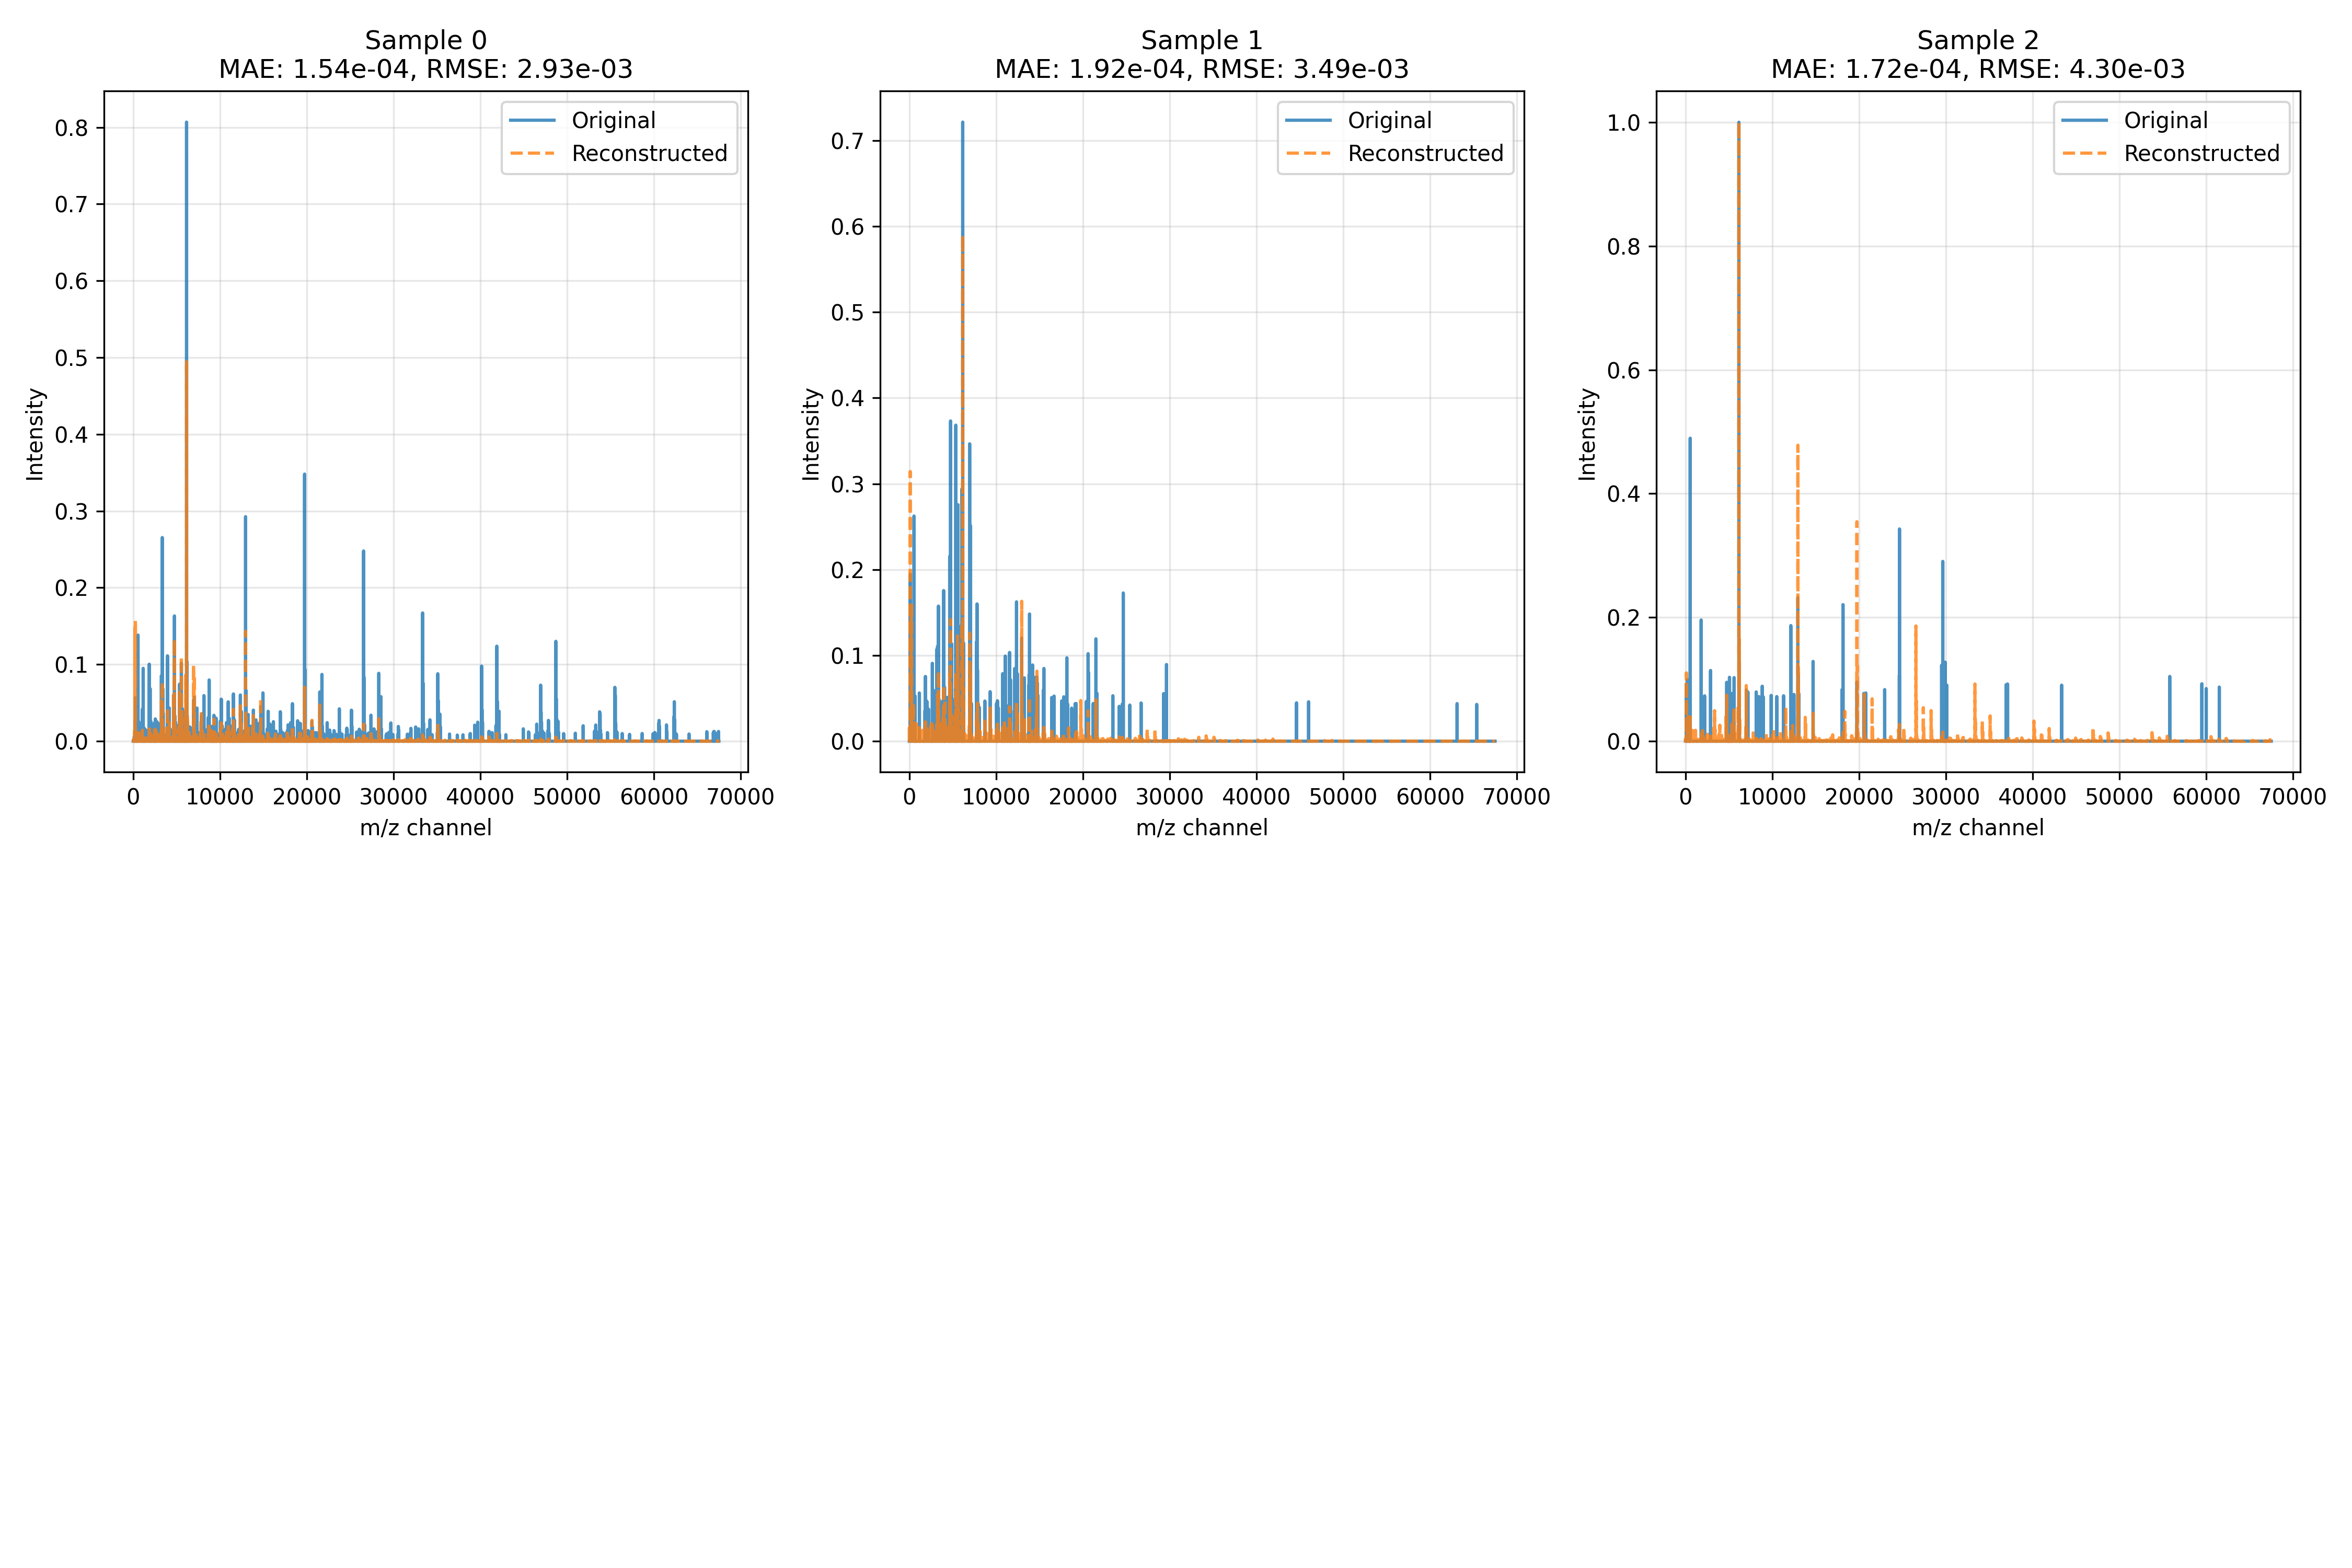 Sample 0
MAE: 1.54e-04, RMSE: 2.93e-03
Original
Reconstructed
Intensity
0.8
0.7
0.6
0.5
0.4
0.3
0.2
0.1
0.0
0 10000 20000 30000 40000 50000 60000 70000
m/z channel
Sample 1
MAE: 1.92e-04, RMSE: 3.49e-03
Original
Reconstructed
Intensity
0.7
0.6
0.5
0.4
0.3
0.2
0.1
0.0
0 10000 20000 30000 40000 50000 60000 70000
m/z channel
Sample 2
MAE: 1.72e-04, RMSE: 4.30e-03
Original
Reconstructed
Intensity
1.0
0.8
0.6
0.4
0.2
0.0
0 10000 20000 30000 40000 50000 60000 70000
m/z channel